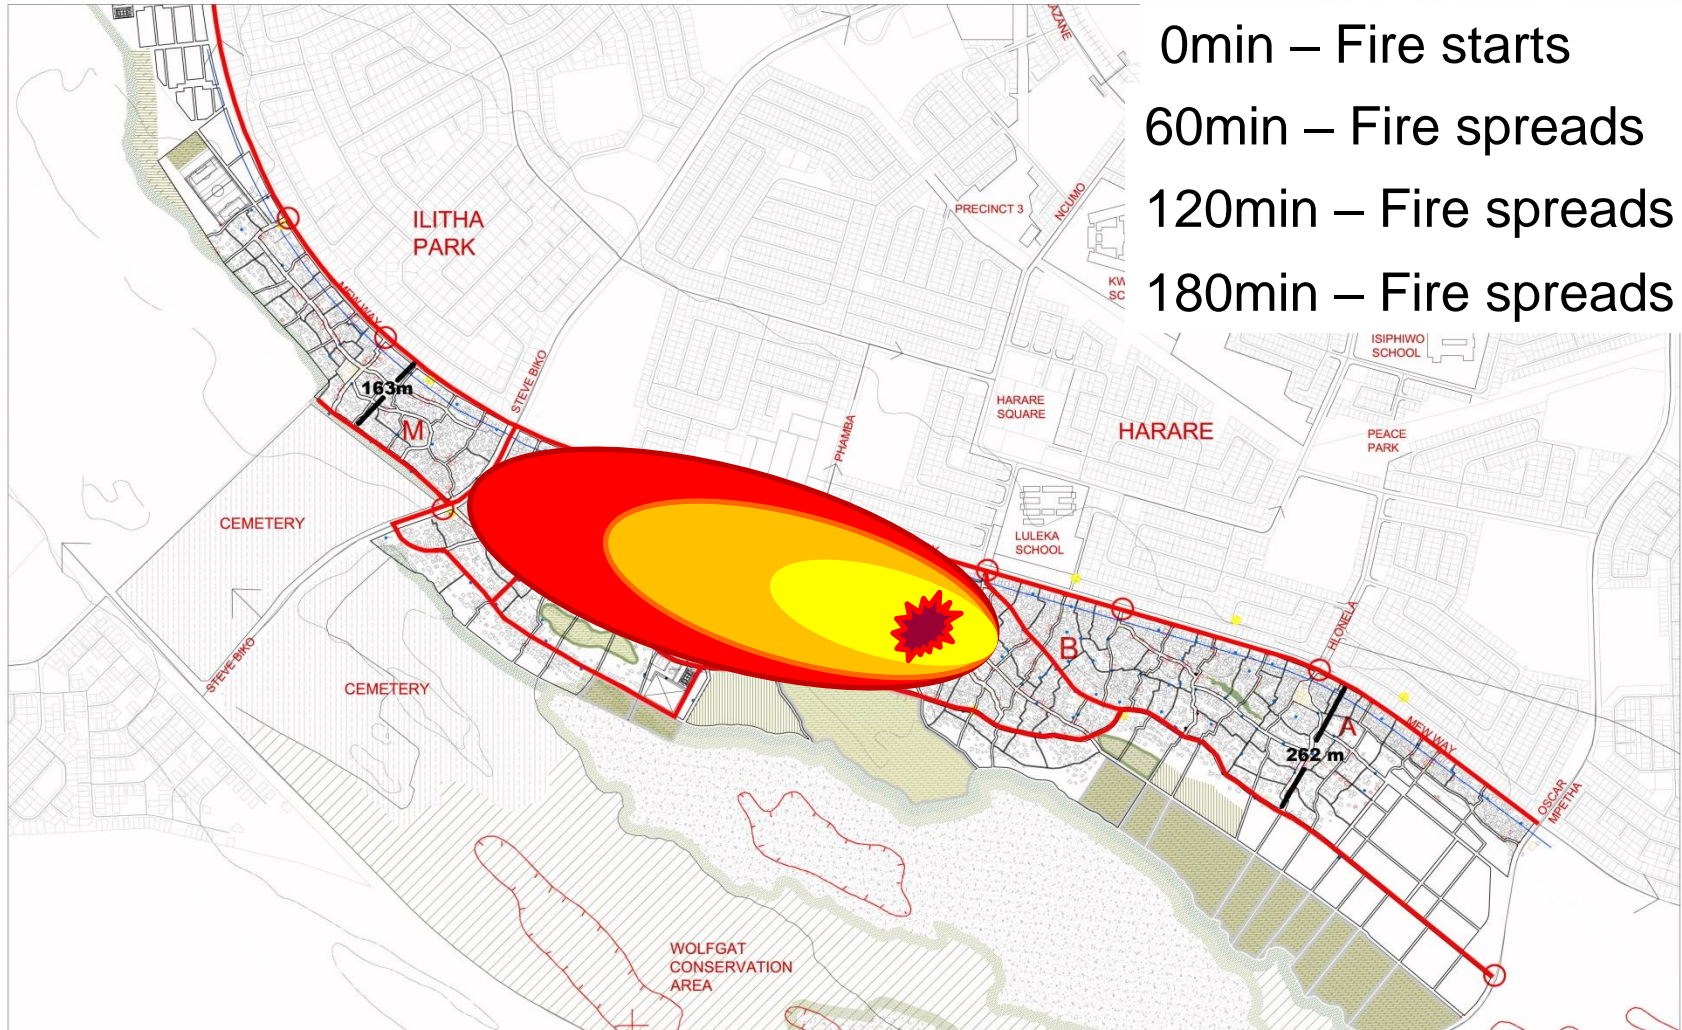 0min – Fire starts
60min – Fire spreads
120min – Fire spreads
180min – Fire spreads
PRECINCT 3
NCUMO
ILITHA
PARK
MEW WAY
163m
M
STEVE BIKO
PHAMBA
HARARE
SQUARE
HARARE
ISIPHIWO
SCHOOL
PEACE
PARK
LULEKA
SCHOOL
CEMETERY
CEMETERY
STEVE BIKO
B
HLONELA
A
262 m
MEW WAY
OSCAR
MPETHA
WOLFGAT
CONSERVATION
AREA